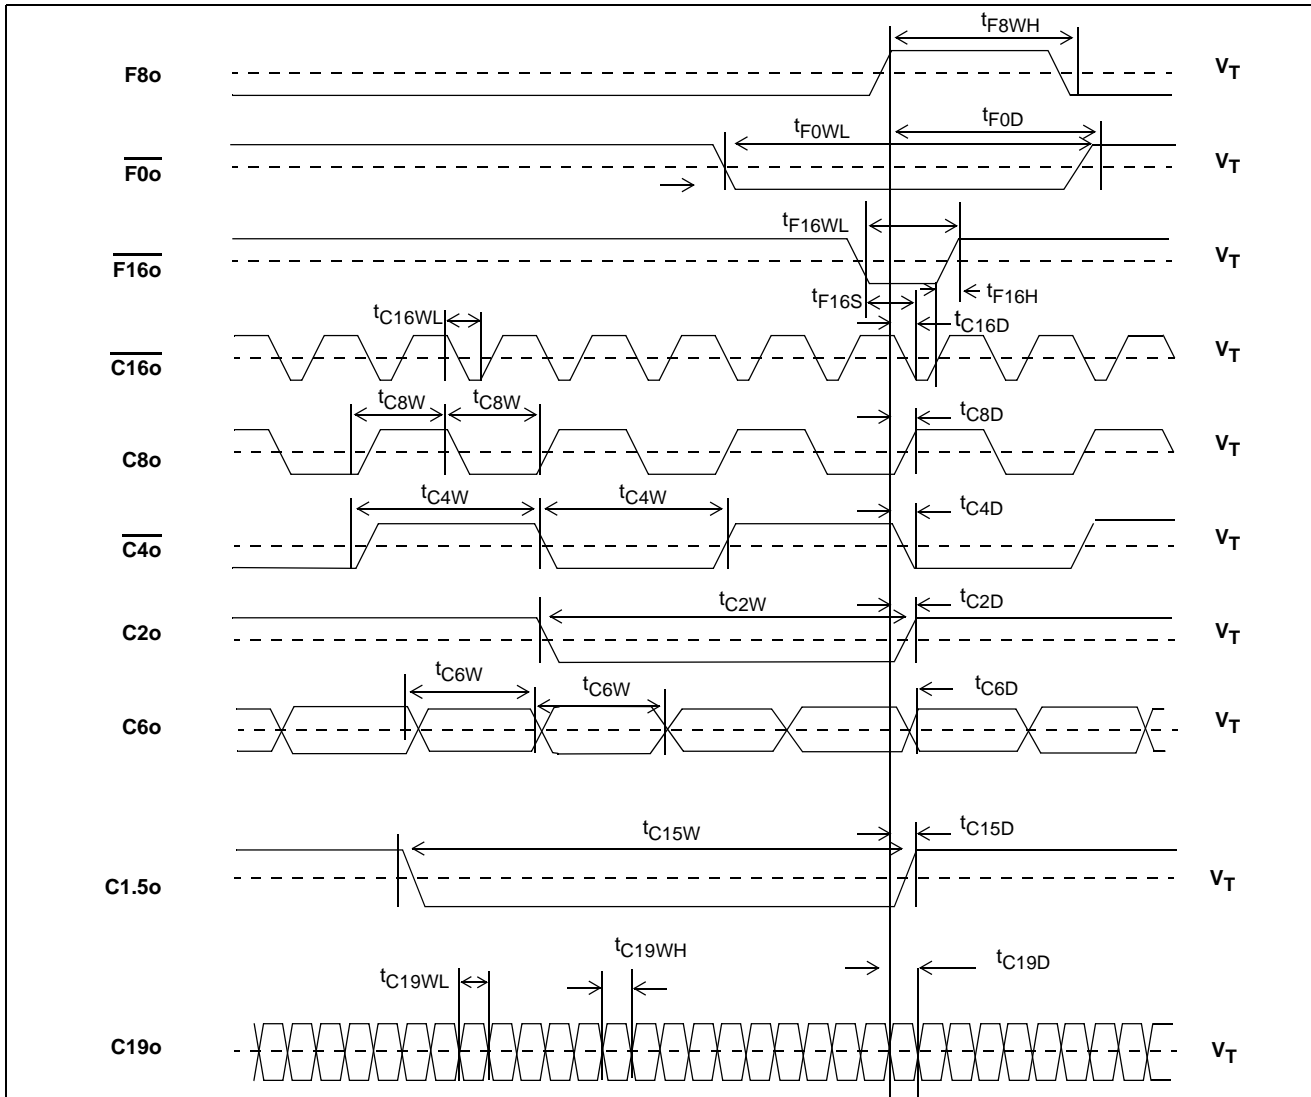 tF8WH
F8o VT
tF0WL tF0D
F0o VT
tF16WL
F16o VT
tF16S tF16H
tC16WL tC16D
C16o VT
tC8W tC8W tC8D
C8o VT
tC4W tC4W tC4D
C4o VT
tC2W tC2D
C2o VT
tC6W tC6W tC6D
C6o VT
tC15W tC15D
C1.5o VT
tC19WL tC19WH tC19D
C19o VT